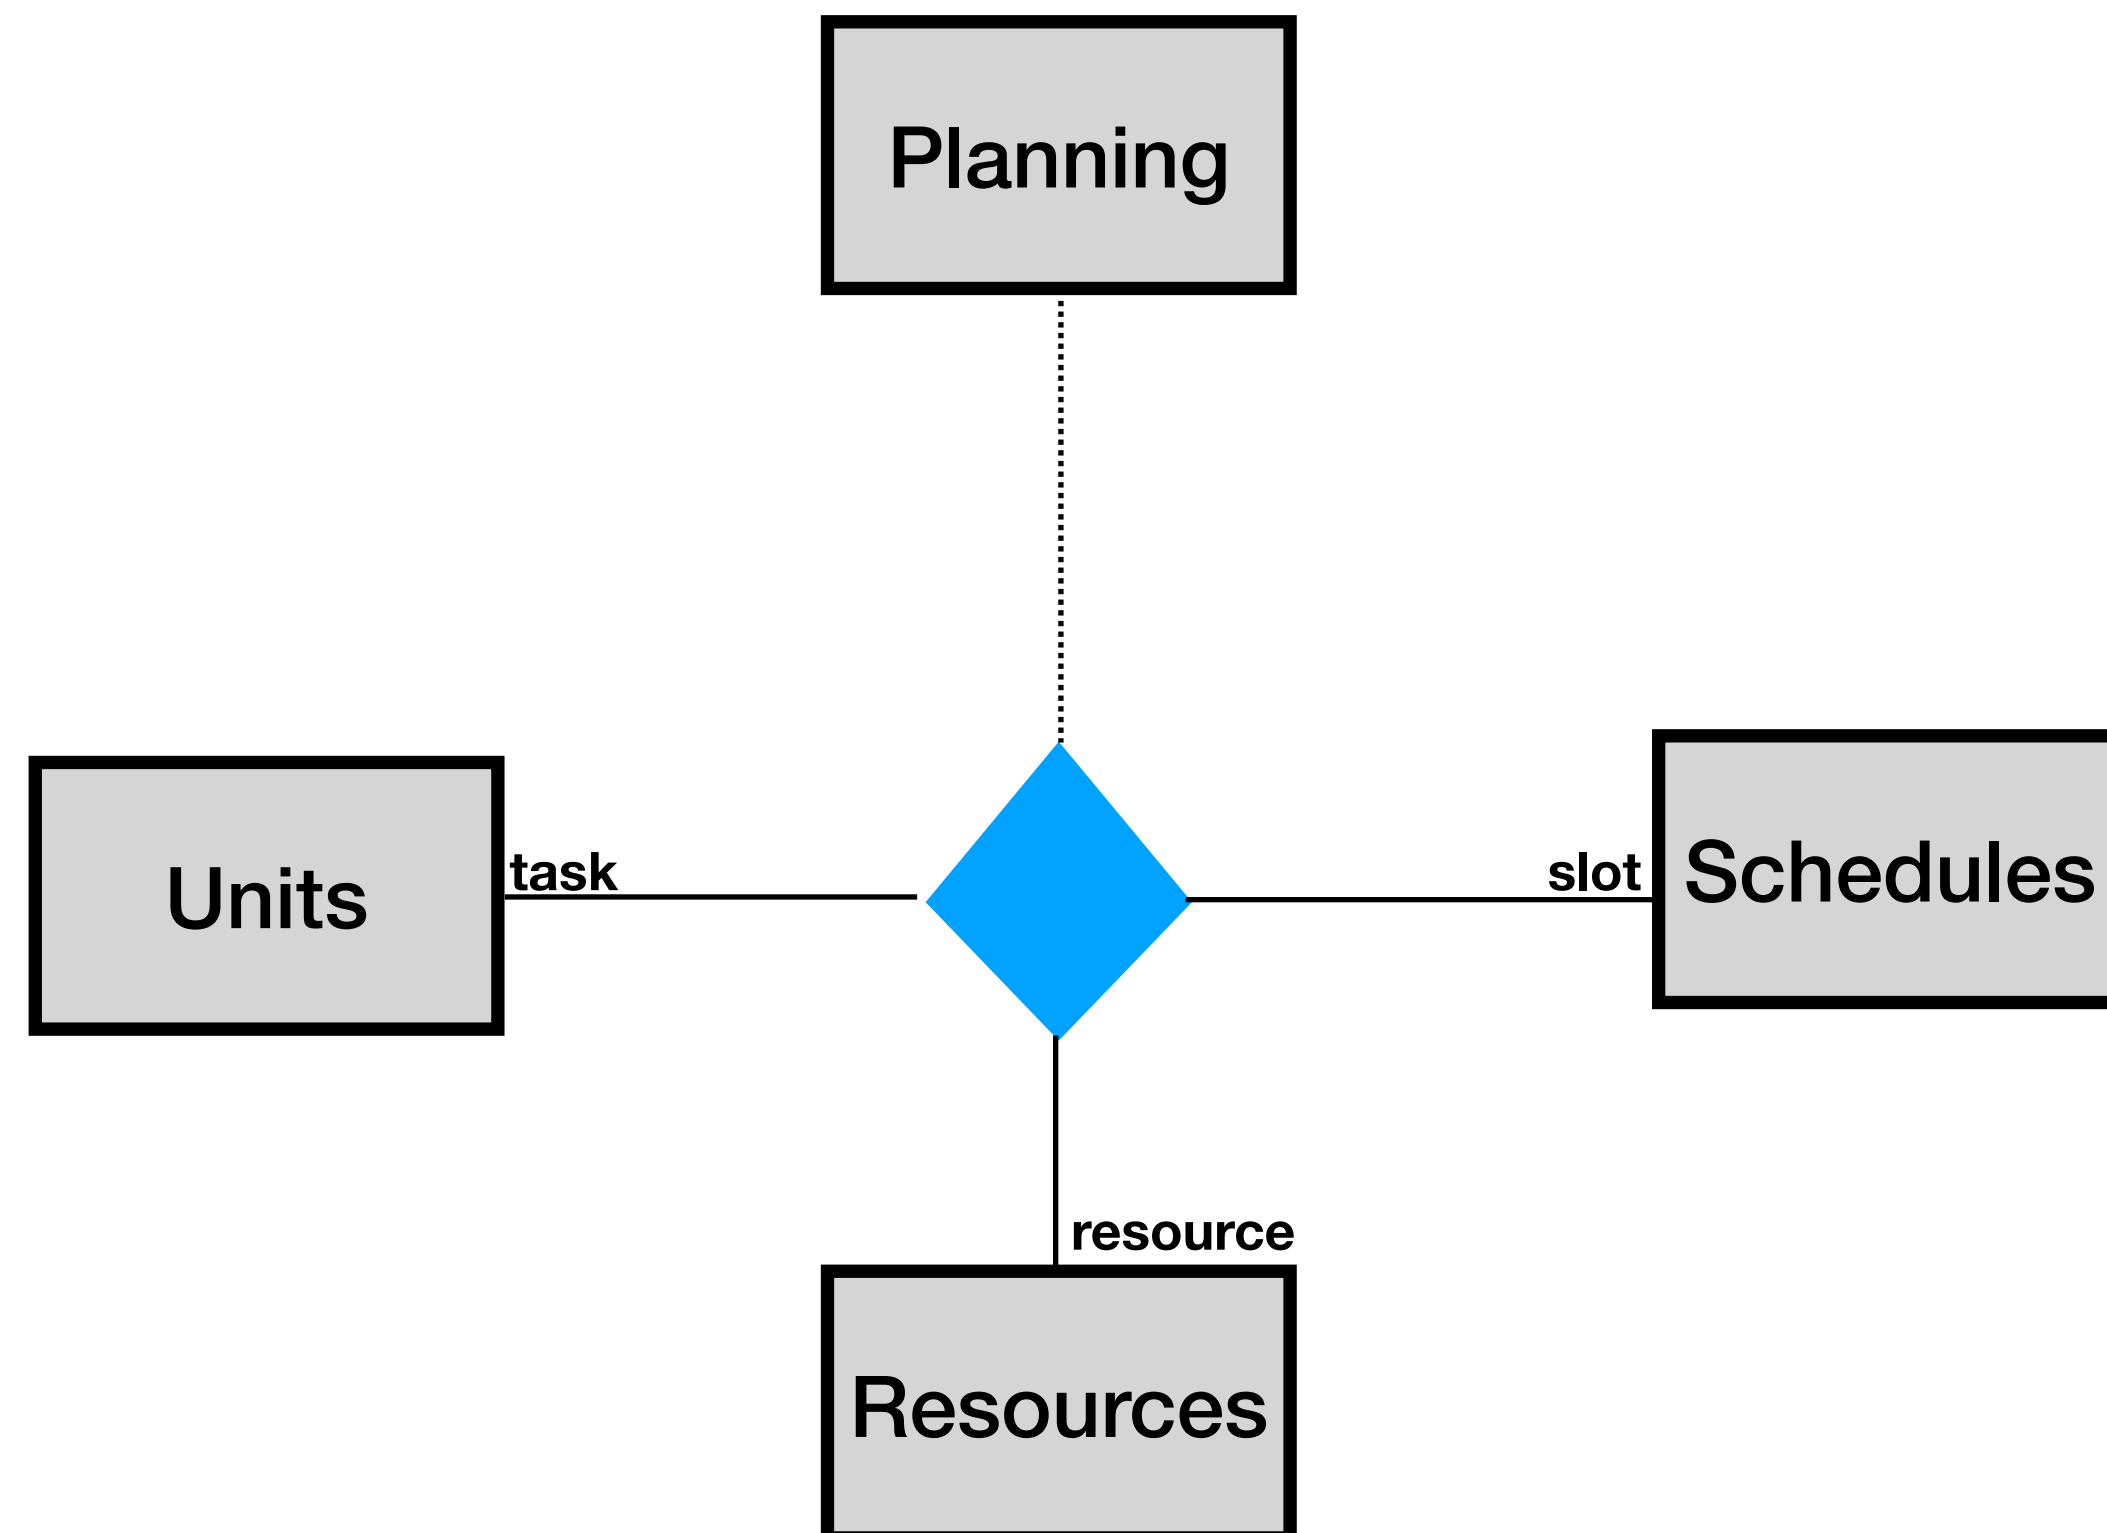 Planning
task
slot
Units
Schedules
resource
Resources